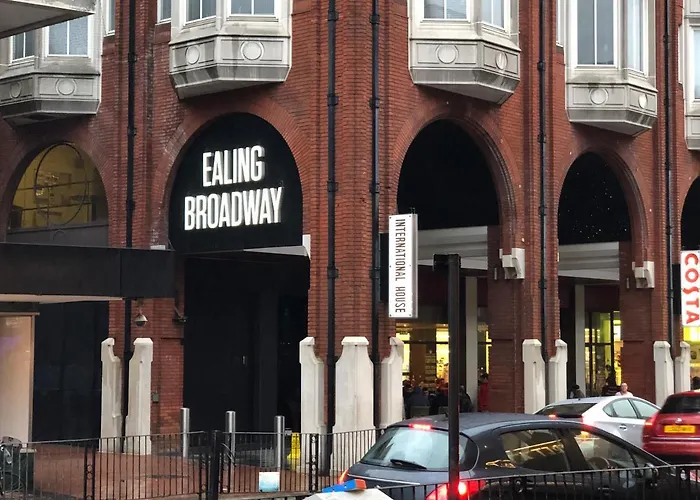 EALING
BROADWAY
INTERNATIONAL HOUSE
COSTA